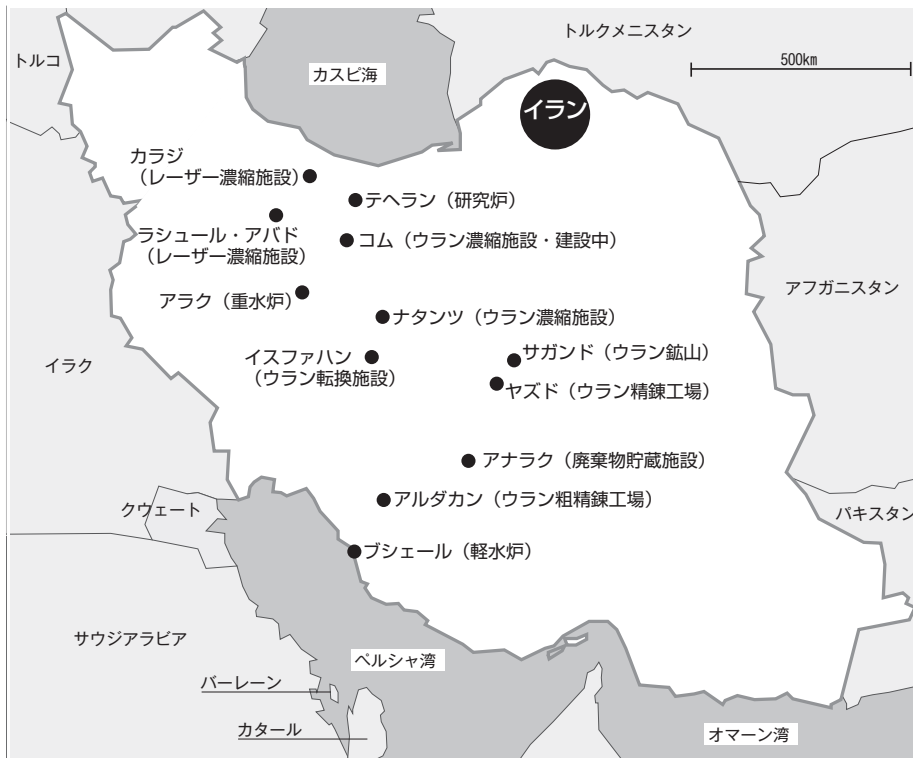 トルクメニスタン
トルコ
カスピ海
500km
イラン
カラジ
（レーザー濃縮施設）
テヘラン（研究炉）
ラシュール・アバド
（レーザー濃縮施設）
コム（ウラン濃縮施設・建設中）
アフガニスタン
アラク（重水炉）
ナタンツ（ウラン濃縮施設）
イラク
イスファハン
（ウラン転換施設）
サガンド（ウラン鉱山）
ヤズド（ウラン精錬工場）
アナラク（廃棄物貯蔵施設）
アルダカン（ウラン粗精錬工場）
クウェート
パキスタン
ブシェール（軽水炉）
サウジアラビア
ペルシャ湾
バーレーン
カタール
オマーン湾